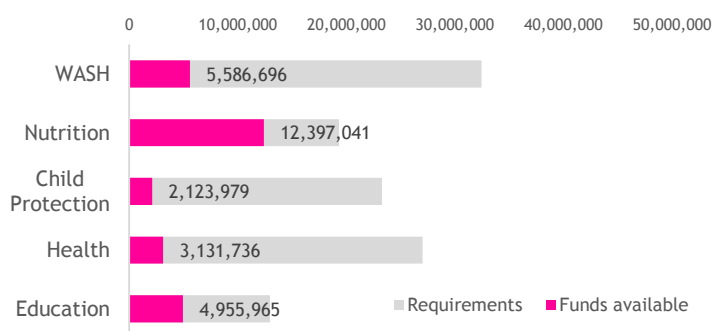 0 10,000,000 20,000,000 30,000,000 40,000,000 50,000,000
WASH 5,586,696
Nutrition 12,397,041
Child
Protection 2,123,979
Health 3,131,736
Education 4,955,965 Requirements Funds available